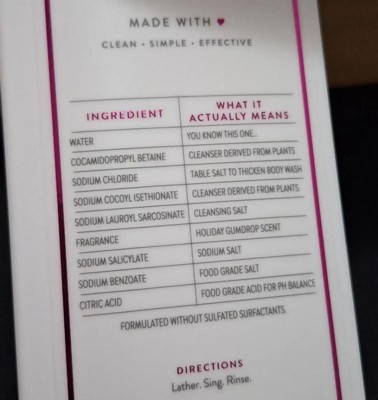 MADE WITH ♥
CLEAN • SIMPLE • EFFECTIVE
INGREDIENT WHAT IT ACTUALLY MEANS
WATER YOU KNOW THIS ONE..
COCAMIDOPROPYL BETAINE CLEANSER DERIVED FROM PLANTS
SODIUM CHLORIDE TABLE SALT TO THICKEN BODY WASH
SODIUM COCOYL ISETHIONATE CLEANSER DERIVED FROM PLANTS
SODIUM LAUROYL SARCOSINATE CLEANSING SALT
FRAGRANCE HOLIDAY GUMDROP SCENT
SODIUM SALICYLATE SODIUM SALT
SODIUM BENZOATE FOOD GRADE SALT
CITRIC ACID FOOD GRADE ACID FOR PH BALANCE
FORMULATED WITHOUT SULFATED SURFACTANTS.
DIRECTIONS
Lather. Sing. Rinse.